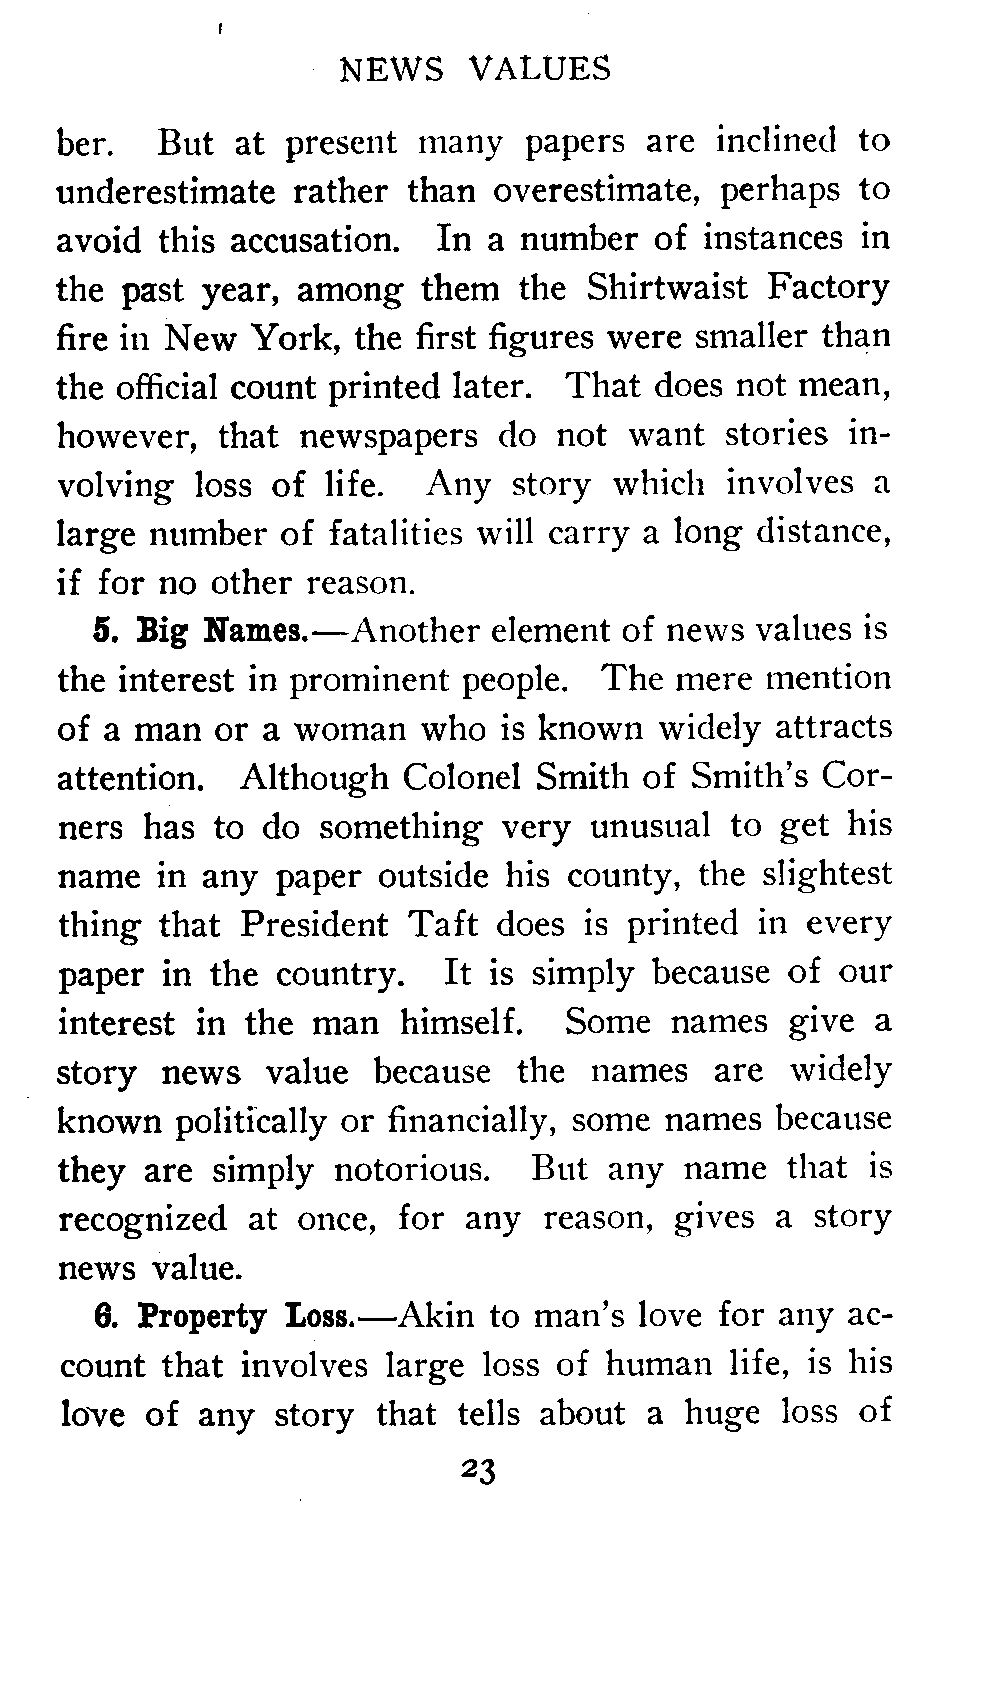 NEWS VALUES
ber. But at present many papers are inclined to
underestimate rather than overestimate, perhaps to
avoid this accusation. In a number of instances in
the past year, among them the Shirtwaist Factory
fire in New York, the first figures were smaller than
the official count printed later. That does not mean,
however, that newspapers do not want stories in-
volving loss of life. Any story which involves a
large number of fatalities will carry a long distance,
if for no other reason.
5. Big Names.—Another element of news values is
the interest in prominent people. The mere mention
of a man or a woman who is known widely attracts
attention. Although Colonel Smith of Smith's Cor-
ners has to do something very unusual to get his
name in any paper outside his county, the slightest
thing that President Taft does is printed in every
paper in the country. It is simply because of our
interest in the man himself. Some names give a
story news value because the names are widely
known politically or financially, some names because
they are simply notorious. But any name that is
recognized at once, for any reason, gives a story
news value.
6. Property Loss.—Akin to man's love for any ac-
count that involves large loss of human life, is his
love of any story that tells about a huge loss of
23